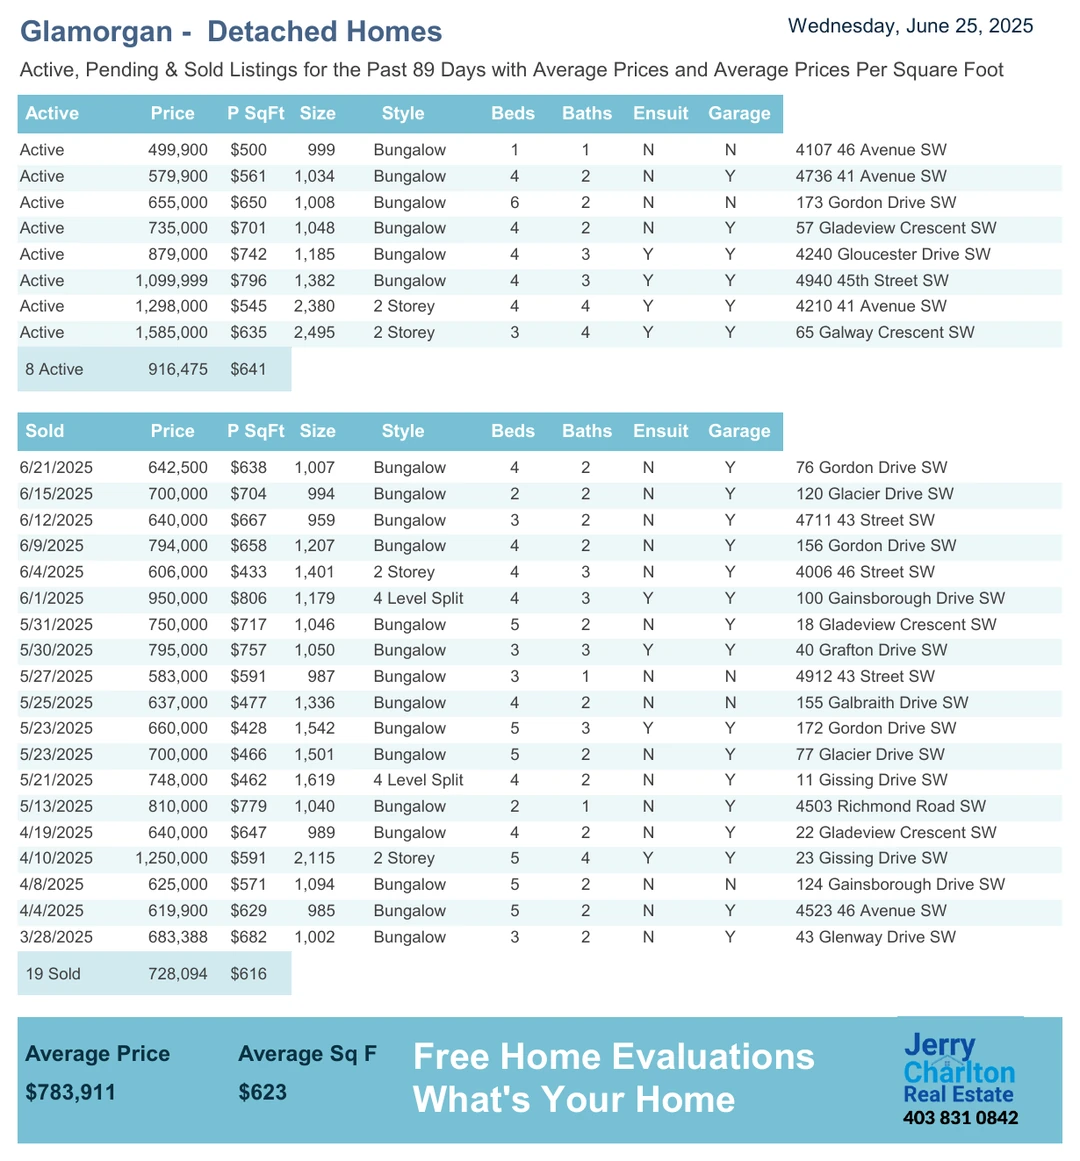 Glamorgan - Detached Homes
Wednesday, June 25, 2025
Active, Pending & Sold Listings for the Past 89 Days with Average Prices and Average Prices Per Square Foot
Active Price P SqFt Size Style Beds Baths Ensuit Garage
Active 499,900 $500 999 Bungalow 1 1 N N 4107 46 Avenue SW
Active 579,900 $561 1,034 Bungalow 4 2 N Y 4736 41 Avenue SW
Active 655,000 $650 1,008 Bungalow 6 2 N N 173 Gordon Drive SW
Active 735,000 $701 1,048 Bungalow 4 2 N Y 57 Gladeview Crescent SW
Active 879,000 $742 1,185 Bungalow 4 3 Y Y 4240 Gloucester Drive SW
Active 1,099,999 $796 1,382 Bungalow 4 3 Y Y 4940 45th Street SW
Active 1,298,000 $545 2,380 2 Storey 4 4 Y Y 4210 41 Avenue SW
Active 1,585,000 $635 2,495 2 Storey 3 4 Y Y 65 Galway Crescent SW
8 Active 916,475 $641
Sold Price P SqFt Size Style Beds Baths Ensuit Garage
6/21/2025 642,500 $638 1,007 Bungalow 4 2 N Y 76 Gordon Drive SW
6/15/2025 700,000 $704 994 Bungalow 2 2 N Y 120 Glacier Drive SW
6/12/2025 640,000 $667 959 Bungalow 3 2 N Y 4711 43 Street SW
6/9/2025 794,000 $658 1,207 Bungalow 4 2 N Y 156 Gordon Drive SW
6/4/2025 606,000 $433 1,401 2 Storey 4 3 N Y 4006 46 Street SW
6/1/2025 950,000 $806 1,179 4 Level Split 4 3 Y Y 100 Gainsborough Drive SW
5/31/2025 750,000 $717 1,046 Bungalow 5 2 N Y 18 Gladeview Crescent SW
5/30/2025 795,000 $757 1,050 Bungalow 3 3 Y Y 40 Grafton Drive SW
5/27/2025 583,000 $591 987 Bungalow 3 1 N N 4912 43 Street SW
5/25/2025 637,000 $477 1,336 Bungalow 4 2 N N 155 Galbraith Drive SW
5/23/2025 660,000 $428 1,542 Bungalow 5 3 Y Y 172 Gordon Drive SW
5/23/2025 700,000 $466 1,501 Bungalow 5 2 N Y 77 Glacier Drive SW
5/21/2025 748,000 $462 1,619 4 Level Split 4 2 N Y 11 Gissing Drive SW
5/13/2025 810,000 $779 1,040 Bungalow 2 1 N Y 4503 Richmond Road SW
4/19/2025 640,000 $647 989 Bungalow 4 2 N Y 22 Gladeview Crescent SW
4/10/2025 1,250,000 $591 2,115 2 Storey 5 4 Y Y 23 Gissing Drive SW
4/8/2025 625,000 $571 1,094 Bungalow 5 2 N N 124 Gainsborough Drive SW
4/4/2025 619,900 $629 985 Bungalow 5 2 N Y 4523 46 Avenue SW
3/28/2025 683,388 $682 1,002 Bungalow 3 2 N Y 43 Glenway Drive SW
19 Sold 728,094 $616
Average Price Average Sq F
$783,911 $623
Free Home Evaluations
What's Your Home
Jerry
Charlton
Real Estate
403 831 0842